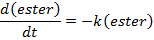 d(ester)/dt = −k(ester)